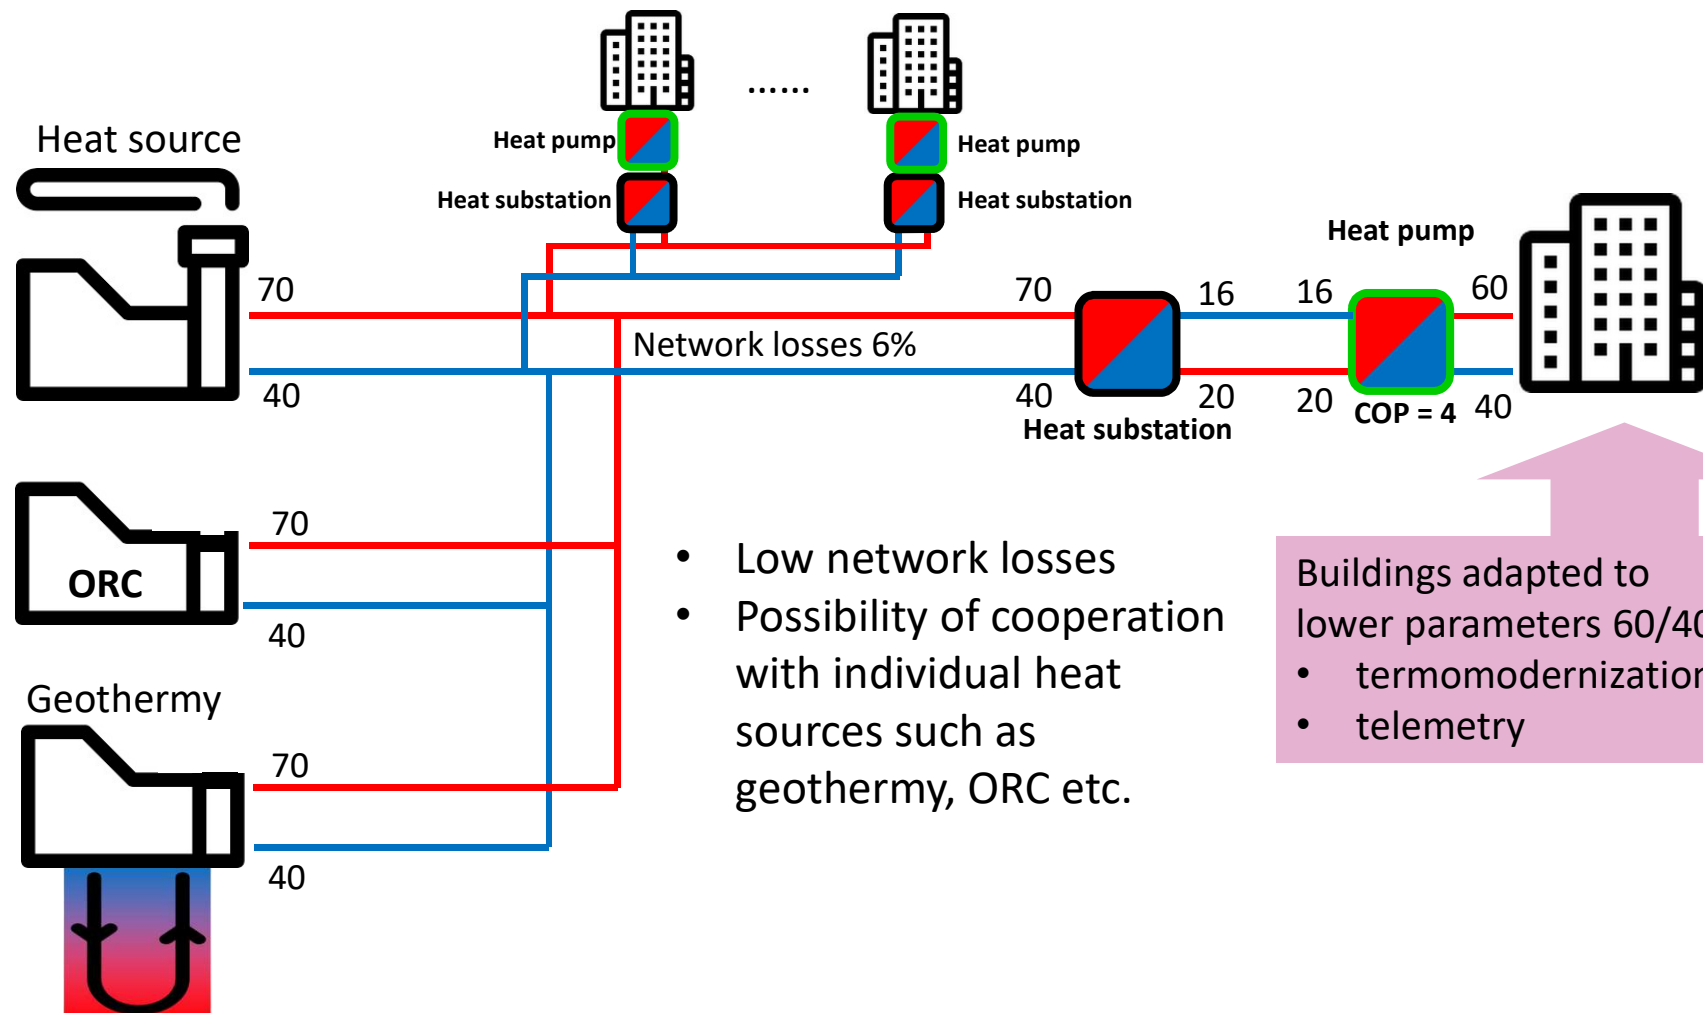 ......
Heat source
Heat pump
Heat pump
Heat substation
Heat substation
Heat pump
70
70
16
16
60
Network losses 6%
40
40
20
20
COP = 4
40
Heat substation
70
ORC
40
• Low network losses
• Possibility of cooperation
with individual heat
sources such as
geothermy, ORC etc.
Buildings adapted to
lower parameters 60/40
• termomodernization
• telemetry
Geothermy
70
40